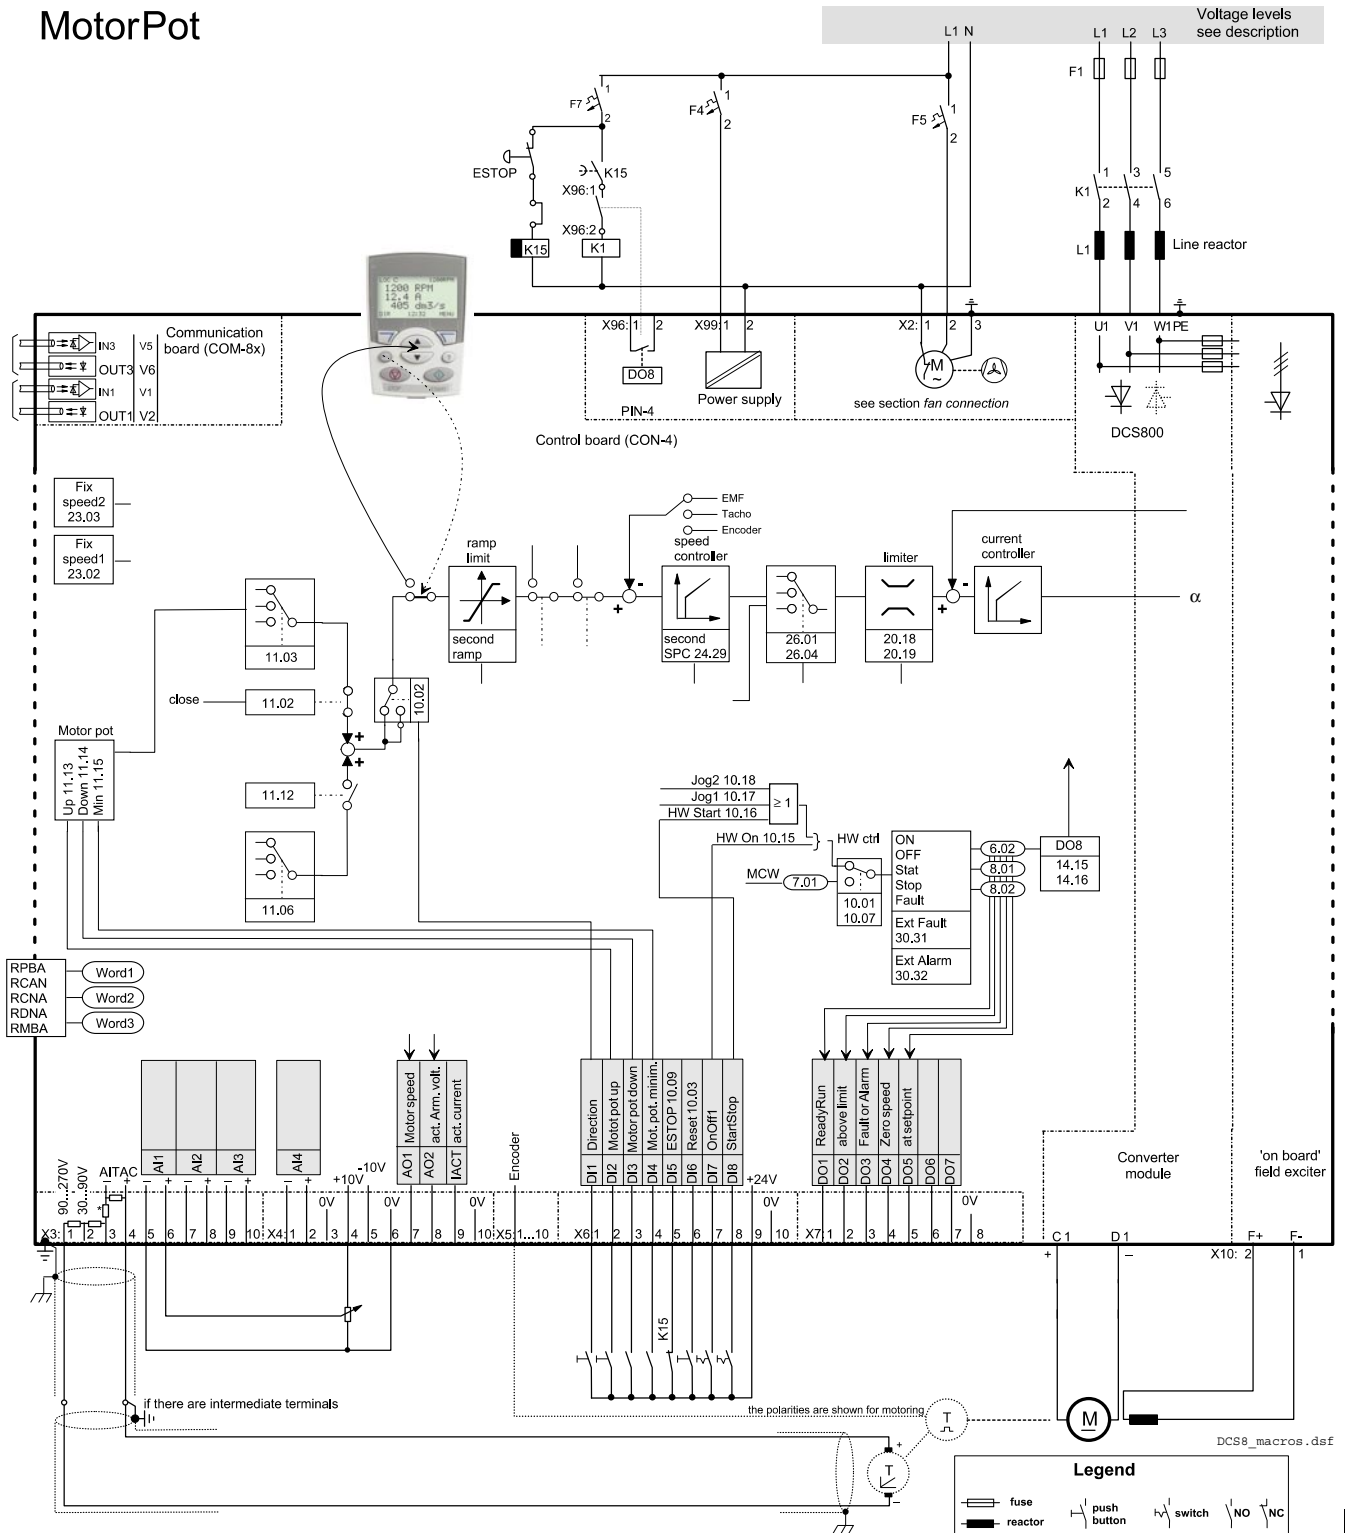 MotorPot
Voltage levels
see description
L1 N
L1 L2 L3
F1
F7
1
2
F4
1
2
F5
1
2
ESTOP
K15
X96:1
X96:2
K15
K1
K1
1 3 5
2 4 6
L1
Line reactor
1200 RPM
12.4 A
405 dm3/s
DIR 12:32 MENU
Communication
board (COM-8x)
IN3 V5
OUT3 V6
IN1 V1
OUT1 V2
X96: 1 2
X99:1 2
X2: 1 2 3
U1 V1 W1 PE
DO8
PIN-4
Power supply
M
~
see section fan connection
DCS800
Control board (CON-4)
Fix
speed2
23.03
Fix
speed1
23.02
EMF
Tacho
Encoder
ramp
limit
speed
controller
limiter
current
controller
-
+
-
+
α
second
ramp
second
SPC 24.29
26.01
26.04
20.18
20.19
11.03
close
11.02
10.02
+
+
Motor pot
Up 11.13
Down 11.14
Min 11.15
11.12
11.06
Jog2 10.18
Jog1 10.17
HW Start 10.16
≥ 1
HW On 10.15
HW ctrl
MCW
7.01
10.01
10.07
ON
OFF
Stat
Stop
Fault
Ext Fault
30.31
Ext Alarm
30.32
6.02
8.01
8.02
DO8
14.15
14.16
RPBA
RCAN
RCNA
RDNA
RMBA
Word1
Word2
Word3
90...270V
30...90V
AITAC
− +
AI1
− +
AI2
− +
AI3
− +
AI4
− +
0V
+10V
-10V
0V
AO1 Motor speed
AO2 act. Arm. volt.
IACT act. current
0V
Encoder
DI1 Direction
DI2 Motot pot up
DI3 Motor pot down
DI4 Mot. pot. minim.
DI5 ESTOP 10.09
DI6 Reset 10.03
DI7 OnOff1
DI8 StartStop
+24V
0V
DO1 ReadyRun
DO2 above limit
DO3 Fault or Alarm
DO4 Zero speed
DO5 at setpoint
DO6
DO7
0V
*
Converter
module
'on board'
field exciter
X3: 1 2 3 4 5 6 7 8 9 10
X4:1 2 3 4 5 6 7 8 9 10
X5:1...10
X6:1 2 3 4 5 6 7 8 9 10
X7:1 2 3 4 5 6 7 8
C 1 D 1
+ −
F+ F-
X10: 2 1
K15
if there are intermediate terminals
the polarities are shown for motoring
T
M
T
+
−
DCS8_macros.dsf
Legend
fuse
reactor
push
button
switch
NO
NC